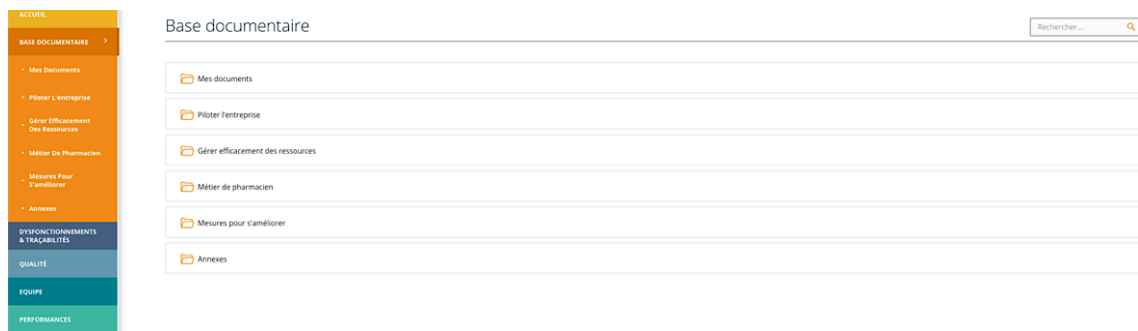 ACCUEIL
BASE DOCUMENTAIRE
Mes Documents
Piloter L'entreprise
Gérer Efficacement
Des Ressources
Métier De Pharmacien
Mesures Pour
S'améliorer
Annexes
DYSFONCTIONNEMENTS
& TRAÇABILITÉS
QUALITÉ
EQUIPE
PERFORMANCES
Base documentaire
Rechercher...
Mes documents
Piloter l'entreprise
Gérer efficacement des ressources
Métier de pharmacien
Mesures pour s'améliorer
Annexes